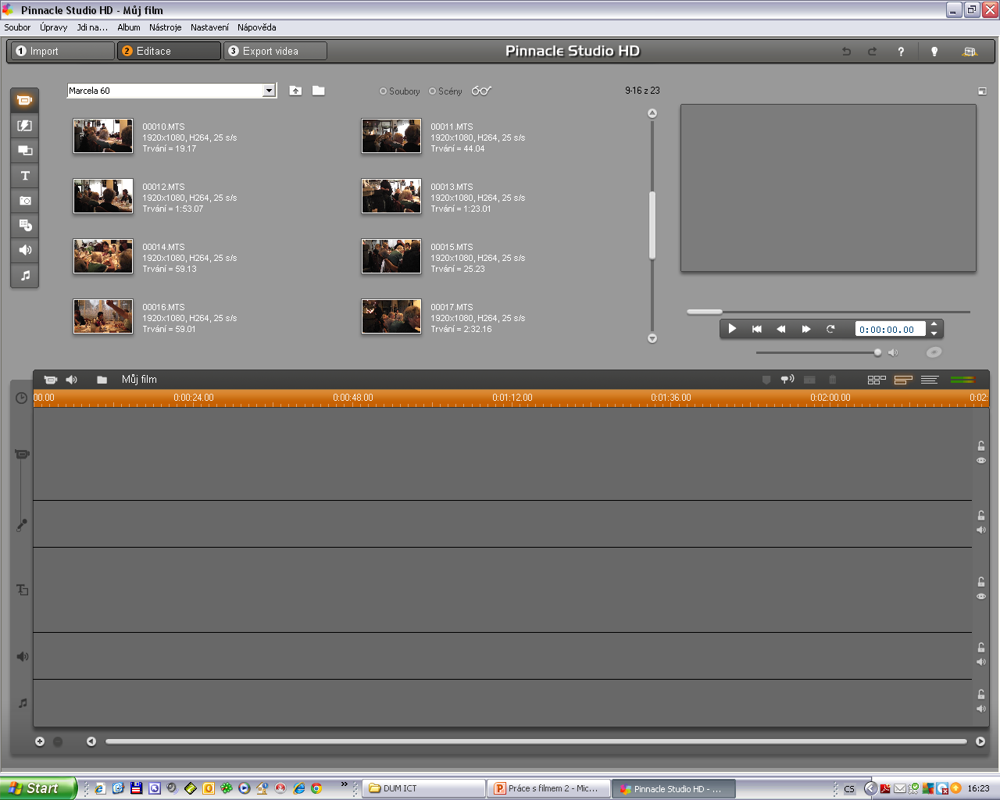 Pinnacle Studio HD - Můj film
Soubor Úpravy Jdi na... Album Nástroje Nastavení Nápověda
1 Import 2 Editace 3 Export videa Pinnacle Studio HD ?
Marcela 60 Soubory Scény 9-16 z 23
00010.MTS
1920x1080, H264, 25 s/s
Trvání = 19.17
00011.MTS
1920x1080, H264, 25 s/s
Trvání = 44.04
00012.MTS
1920x1080, H264, 25 s/s
Trvání = 1:53.07
00013.MTS
1920x1080, H264, 25 s/s
Trvání = 1:23.01
00014.MTS
1920x1080, H264, 25 s/s
Trvání = 59.13
00015.MTS
1920x1080, H264, 25 s/s
Trvání = 25.23
00016.MTS
1920x1080, H264, 25 s/s
Trvání = 59.01
00017.MTS
1920x1080, H264, 25 s/s
Trvání = 2:32.16
0:00:00.00
Můj film
00.00 0:00:24.00 0:00:48.00 0:01:12.00 0:01:36.00 0:02:00.00 0:02:
Start DUM ICT Práce s filmem 2 - Mic... Pinnacle Studio HD - ... CS 16:23